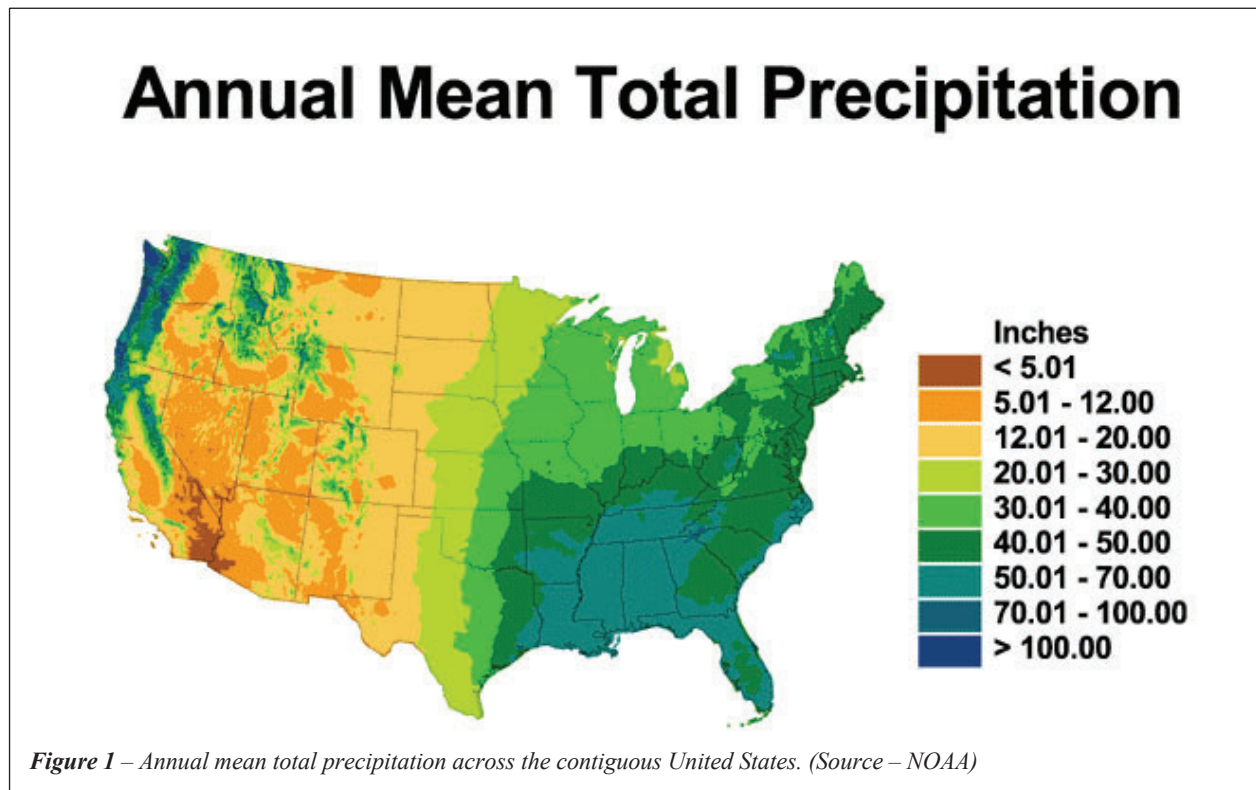 Annual Mean Total Precipitation
Inches
< 5.01
5.01 - 12.00
12.01 - 20.00
20.01 - 30.00
30.01 - 40.00
40.01 - 50.00
50.01 - 70.00
70.01 - 100.00
> 100.00
Figure 1 – Annual mean total precipitation across the contiguous United States. (Source – NOAA)